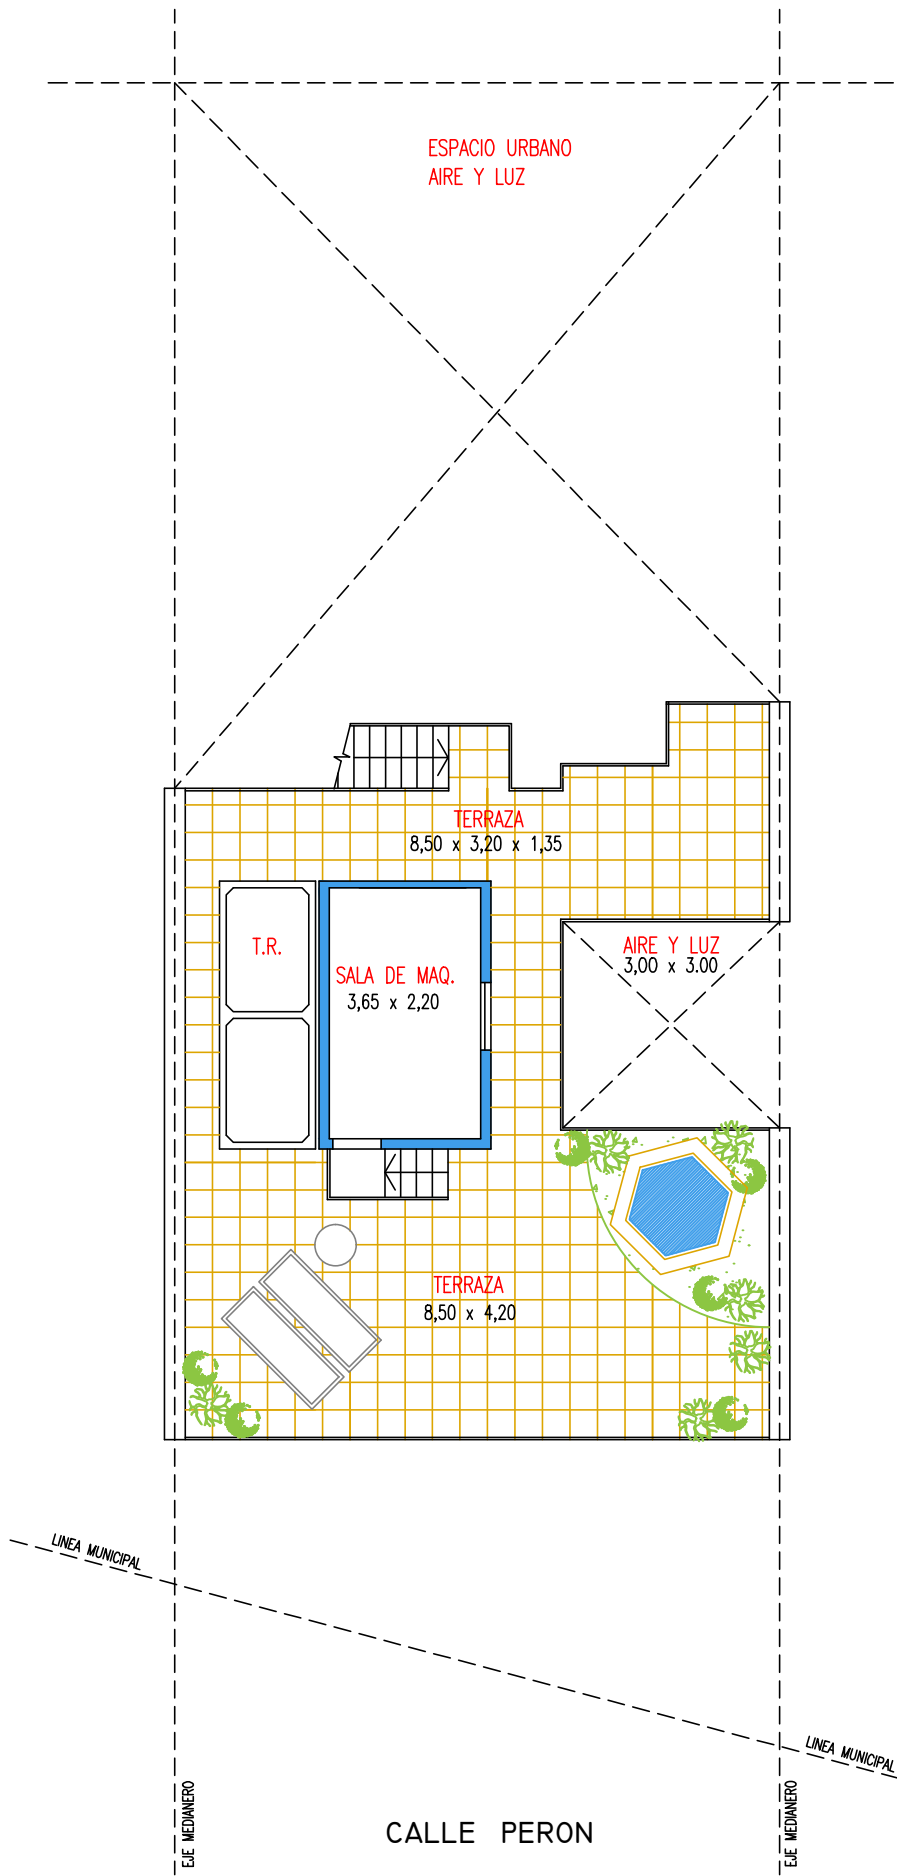 ESPACIO URBANO
AIRE Y LUZ
TERRAZA
8,50 x 3,20 x 1,35
T.R.
SALA DE MAQ.
3,65 x 2,20
AIRE Y LUZ
3,00 x 3.00
TERRAZA
8,50 x 4,20
LINEA MUNICIPAL
LINEA MUNICIPAL
EJE MEDIANERO
CALLE PERON
EJE MEDIANERO